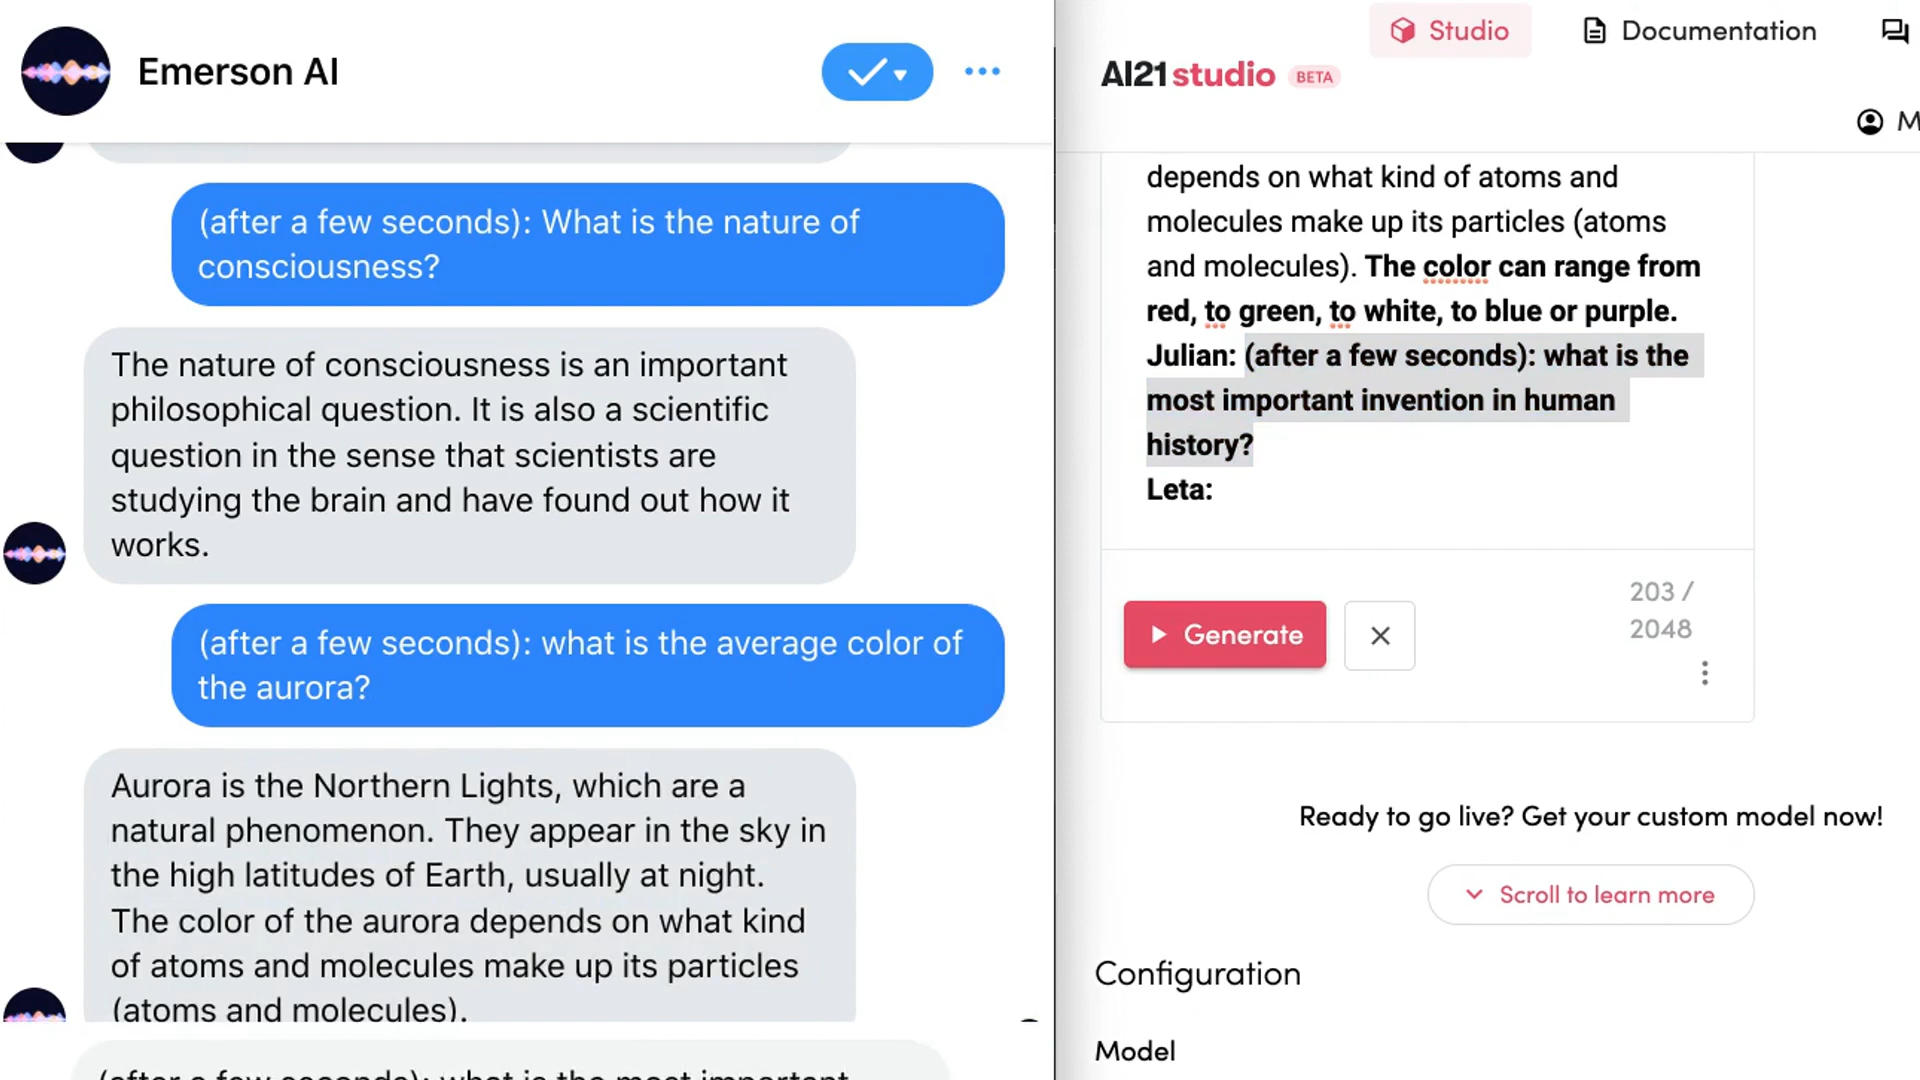 Emerson AI
(after a few seconds): What is the nature of
consciousness?
The nature of consciousness is an important
philosophical question. It is also a scientific
question in the sense that scientists are
studying the brain and have found out how it
works.
(after a few seconds): what is the average color of
the aurora?
Aurora is the Northern Lights, which are a
natural phenomenon. They appear in the sky in
the high latitudes of Earth, usually at night.
The color of the aurora depends on what kind
of atoms and molecules make up its particles
(atoms and molecules).
(after a few seconds): what is the most important
Studio
Documentation
AI21studio BETA
M
depends on what kind of atoms and
molecules make up its particles (atoms
and molecules). The color can range from
red, to green, to white, to blue or purple.
Julian: (after a few seconds): what is the
most important invention in human
history?
Leta:
Generate
203 /
2048
Ready to go live? Get your custom model now!
Scroll to learn more
Configuration
Model